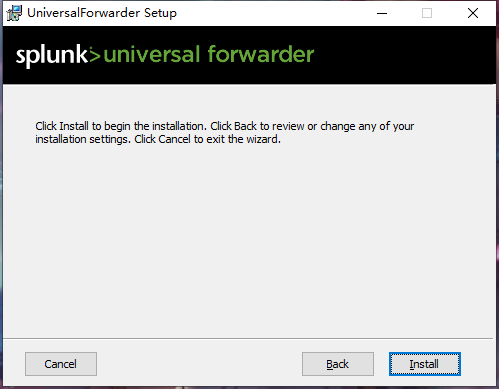 UniversalForwarder Setup
splunk>universal forwarder
Click Install to begin the installation. Click Back to review or change any of your
installation settings. Click Cancel to exit the wizard.
Cancel
Back
Install